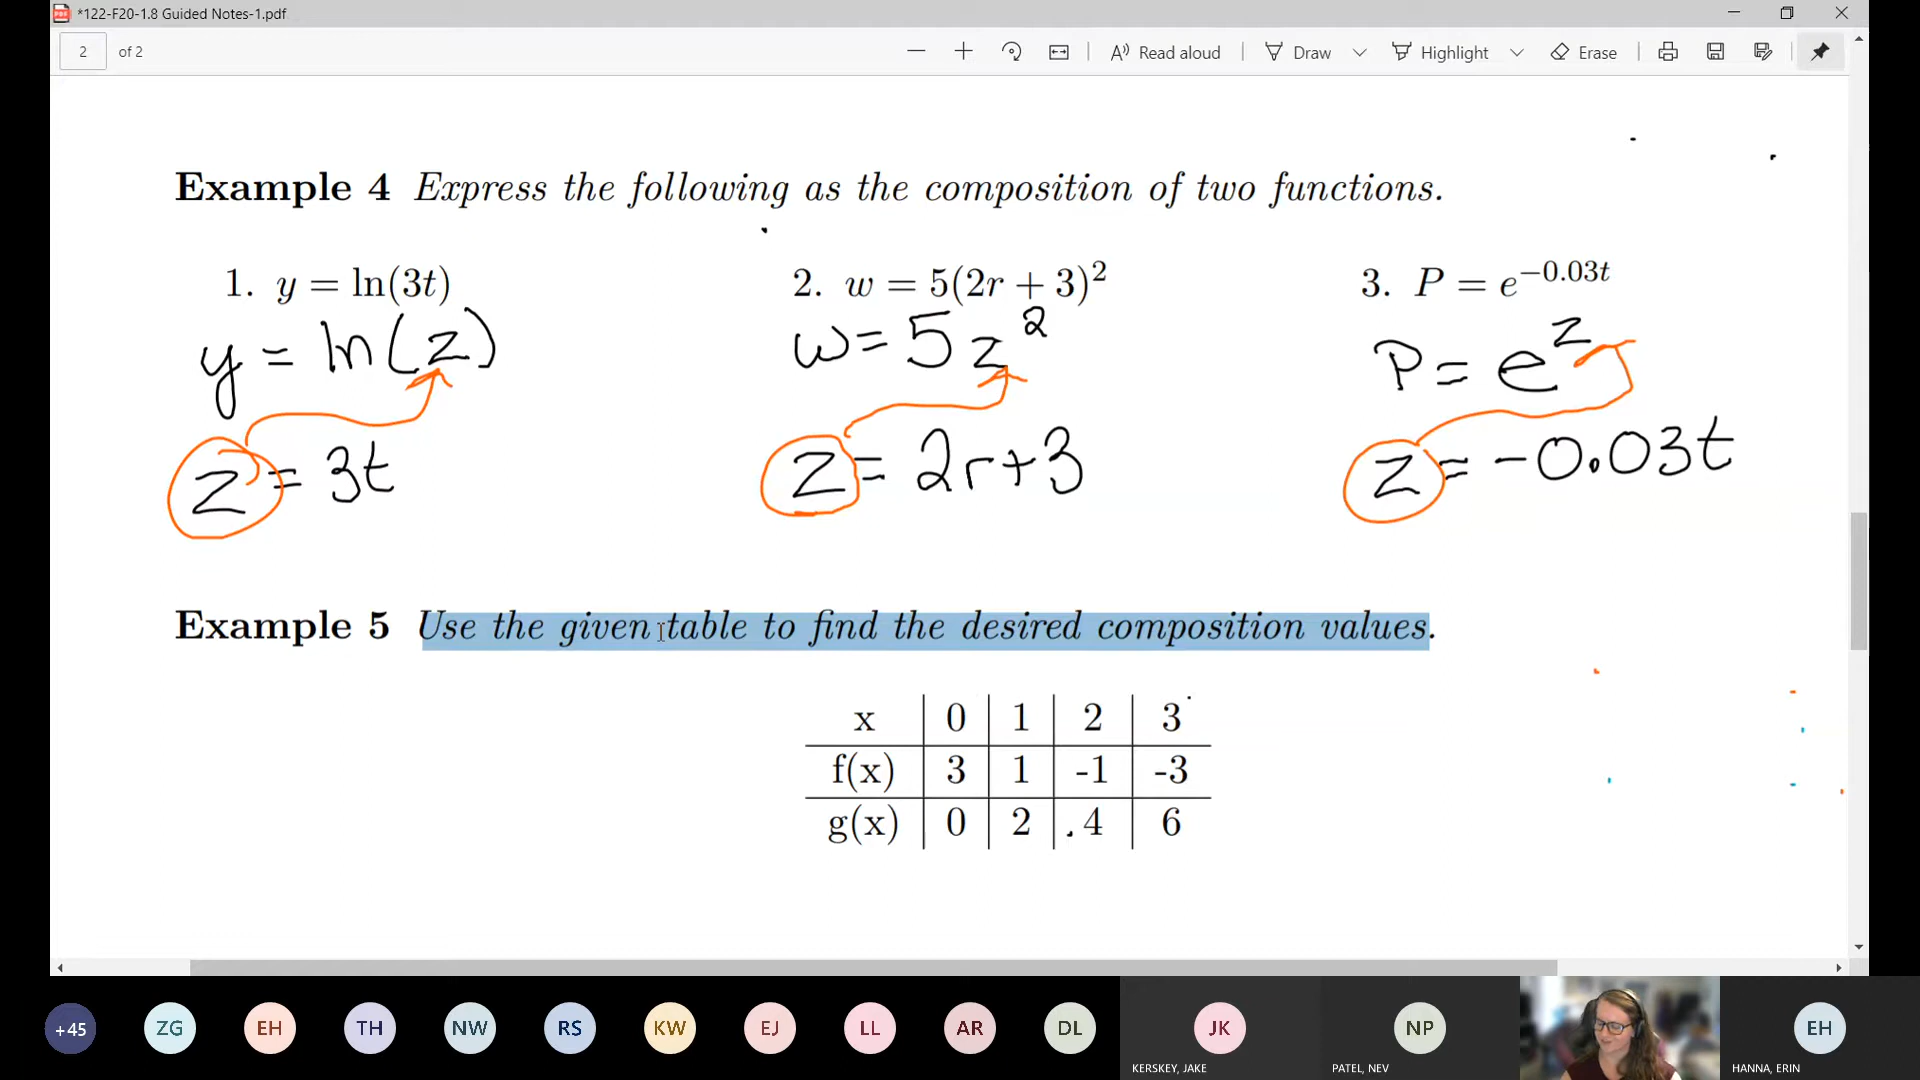 *122-F20-1.8 Guided Notes-1.pdf
2 of 2 Read aloud Draw Highlight Erase
Example 4 Express the following as the composition of two functions.
1. y = ln(3t) 2. w = 5(2r + 3)² 3. P = e^{-0.03t}
y = ln(z) w = 5z² P = e^z
z = 3t z = 2r+3 z = -0.03t
Example 5 Use the given table to find the desired composition values.
x 0 1 2 3
f(x) 3 1 -1 -3
g(x) 0 2 4 6
+45 ZG EH TH NW RS KW EJ LL AR DL JK NP EH
KERSKEY, JAKE PATEL, NEV HANNA, ERIN